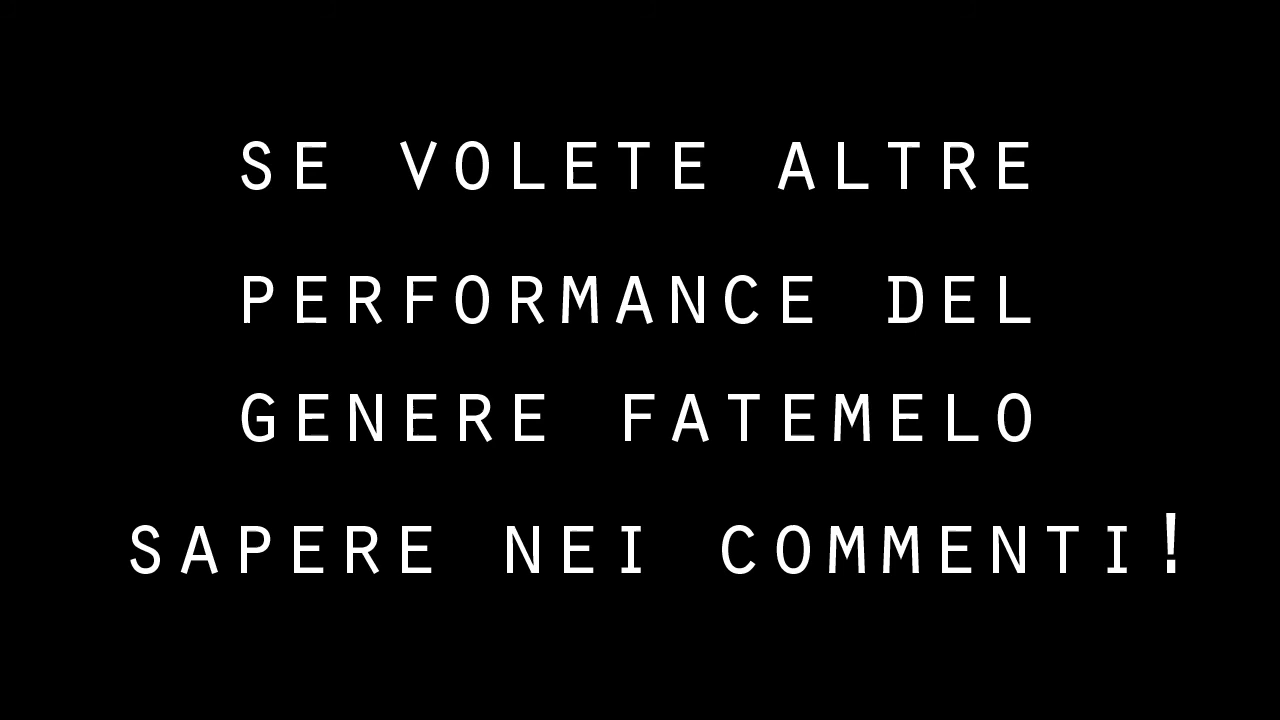 SE VOLETE ALTRE
PERFORMANCE DEL
GENERE FATEMELO
SAPERE NEI COMMENTI!